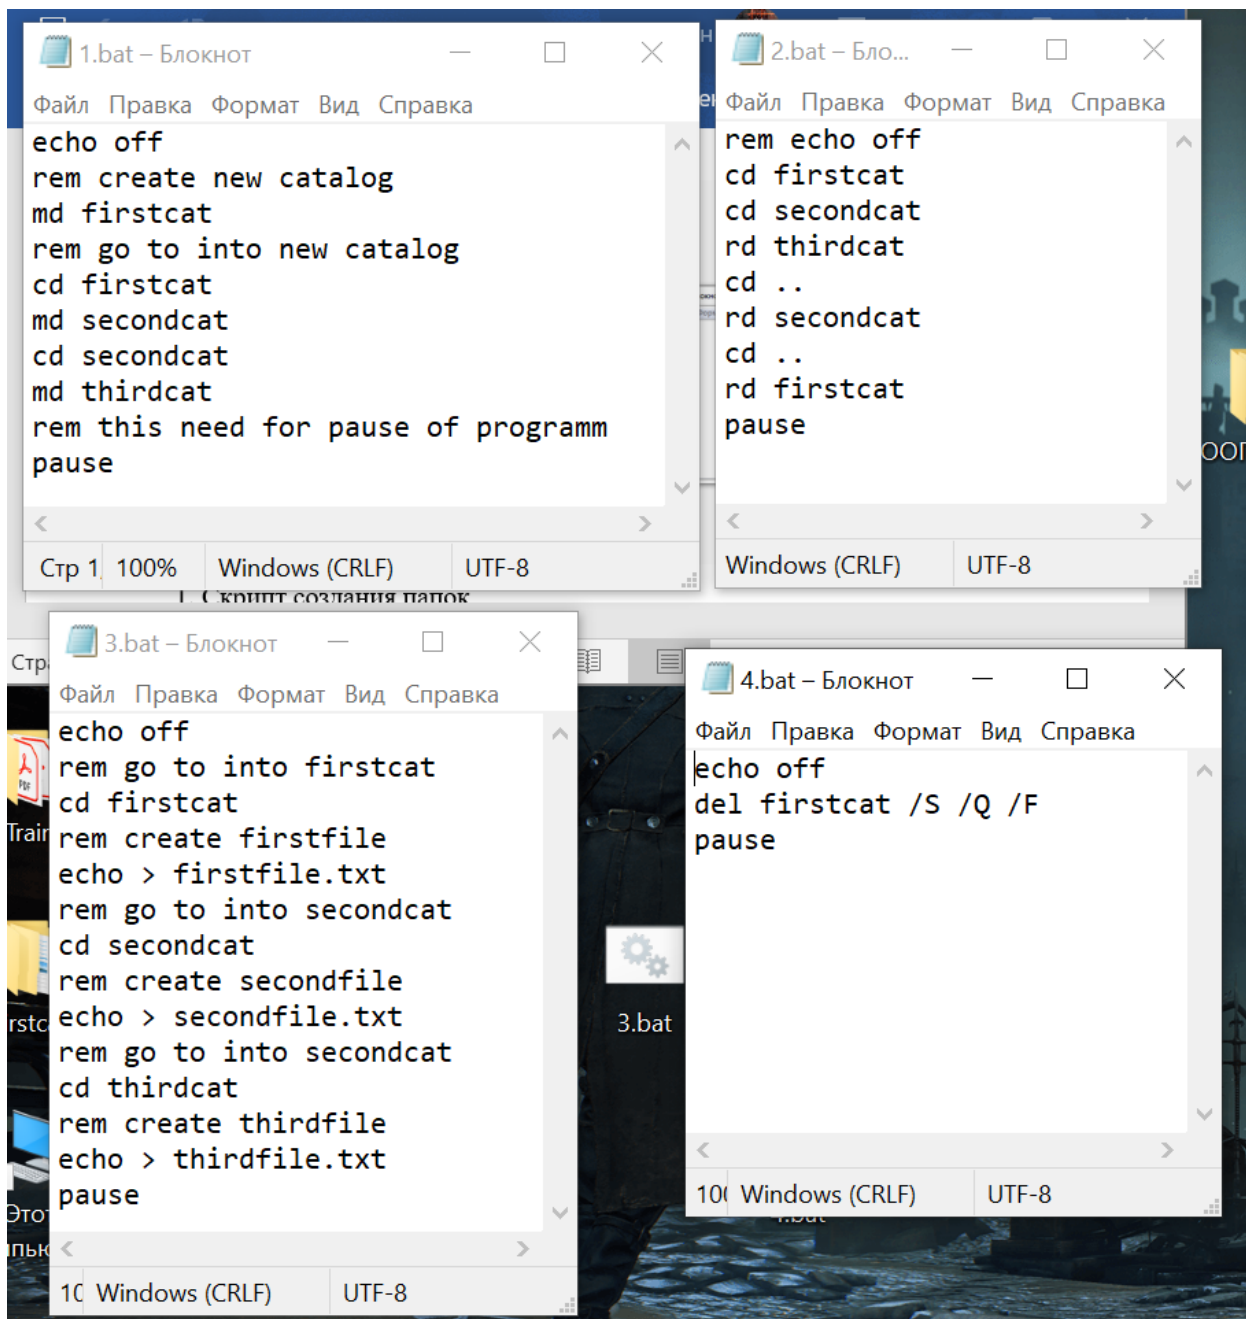 1.bat – Блокнот
Файл Правка Формат Вид Справка
echo off
rem create new catalog
md firstcat
rem go to into new catalog
cd firstcat
md secondcat
cd secondcat
md thirdcat
rem this need for pause of programm
pause
Стр 1, 100% Windows (CRLF) UTF-8
2.bat – Бло...
Файл Правка Формат Вид Справка
rem echo off
cd firstcat
cd secondcat
rd thirdcat
cd ..
rd secondcat
cd ..
rd firstcat
pause
Windows (CRLF) UTF-8
1. Скрипт создания папок
3.bat – Блокнот
Файл Правка Формат Вид Справка
echo off
rem go to into firstcat
cd firstcat
rem create firstfile
echo > firstfile.txt
rem go to into secondcat
cd secondcat
rem create secondfile
echo > secondfile.txt
rem go to into secondcat
cd thirdcat
rem create thirdfile
echo > thirdfile.txt
pause
Windows (CRLF) UTF-8
3.bat
4.bat – Блокнот
Файл Правка Формат Вид Справка
echo off
del firstcat /S /Q /F
pause
Windows (CRLF) UTF-8
4.bat